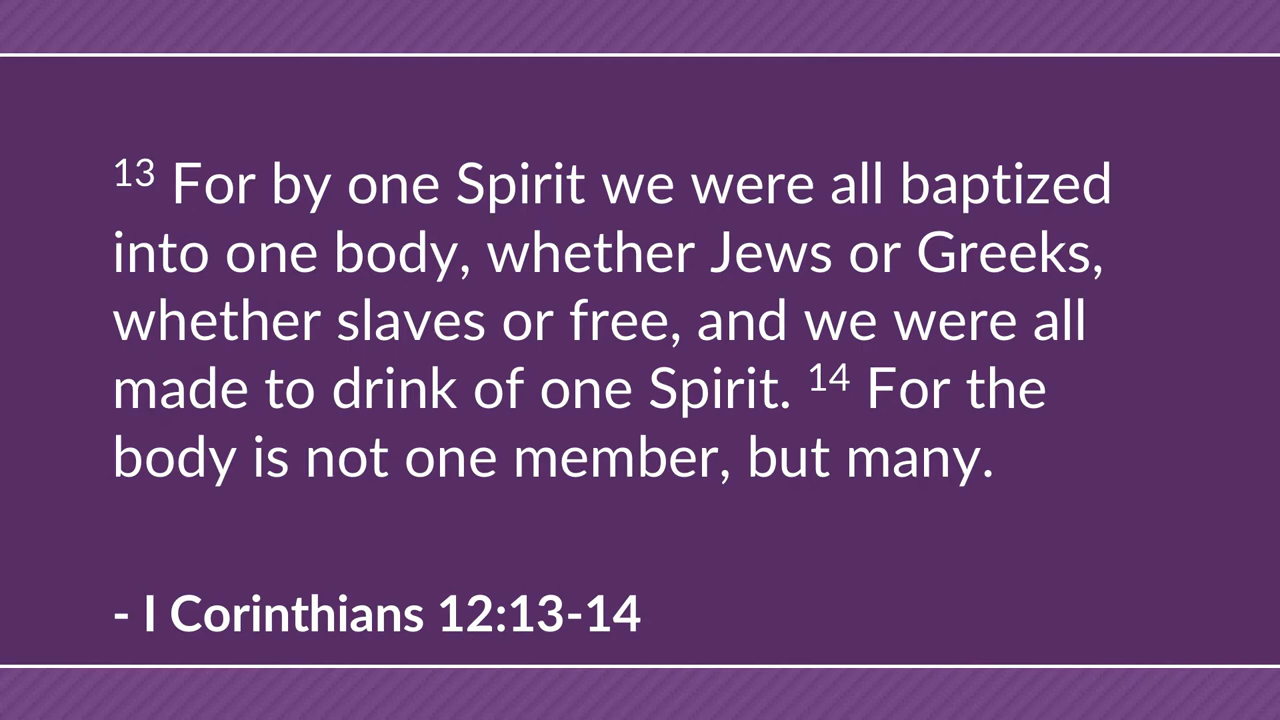 13 For by one Spirit we were all baptized
into one body, whether Jews or Greeks,
whether slaves or free, and we were all
made to drink of one Spirit. 14 For the
body is not one member, but many.
- I Corinthians 12:13-14